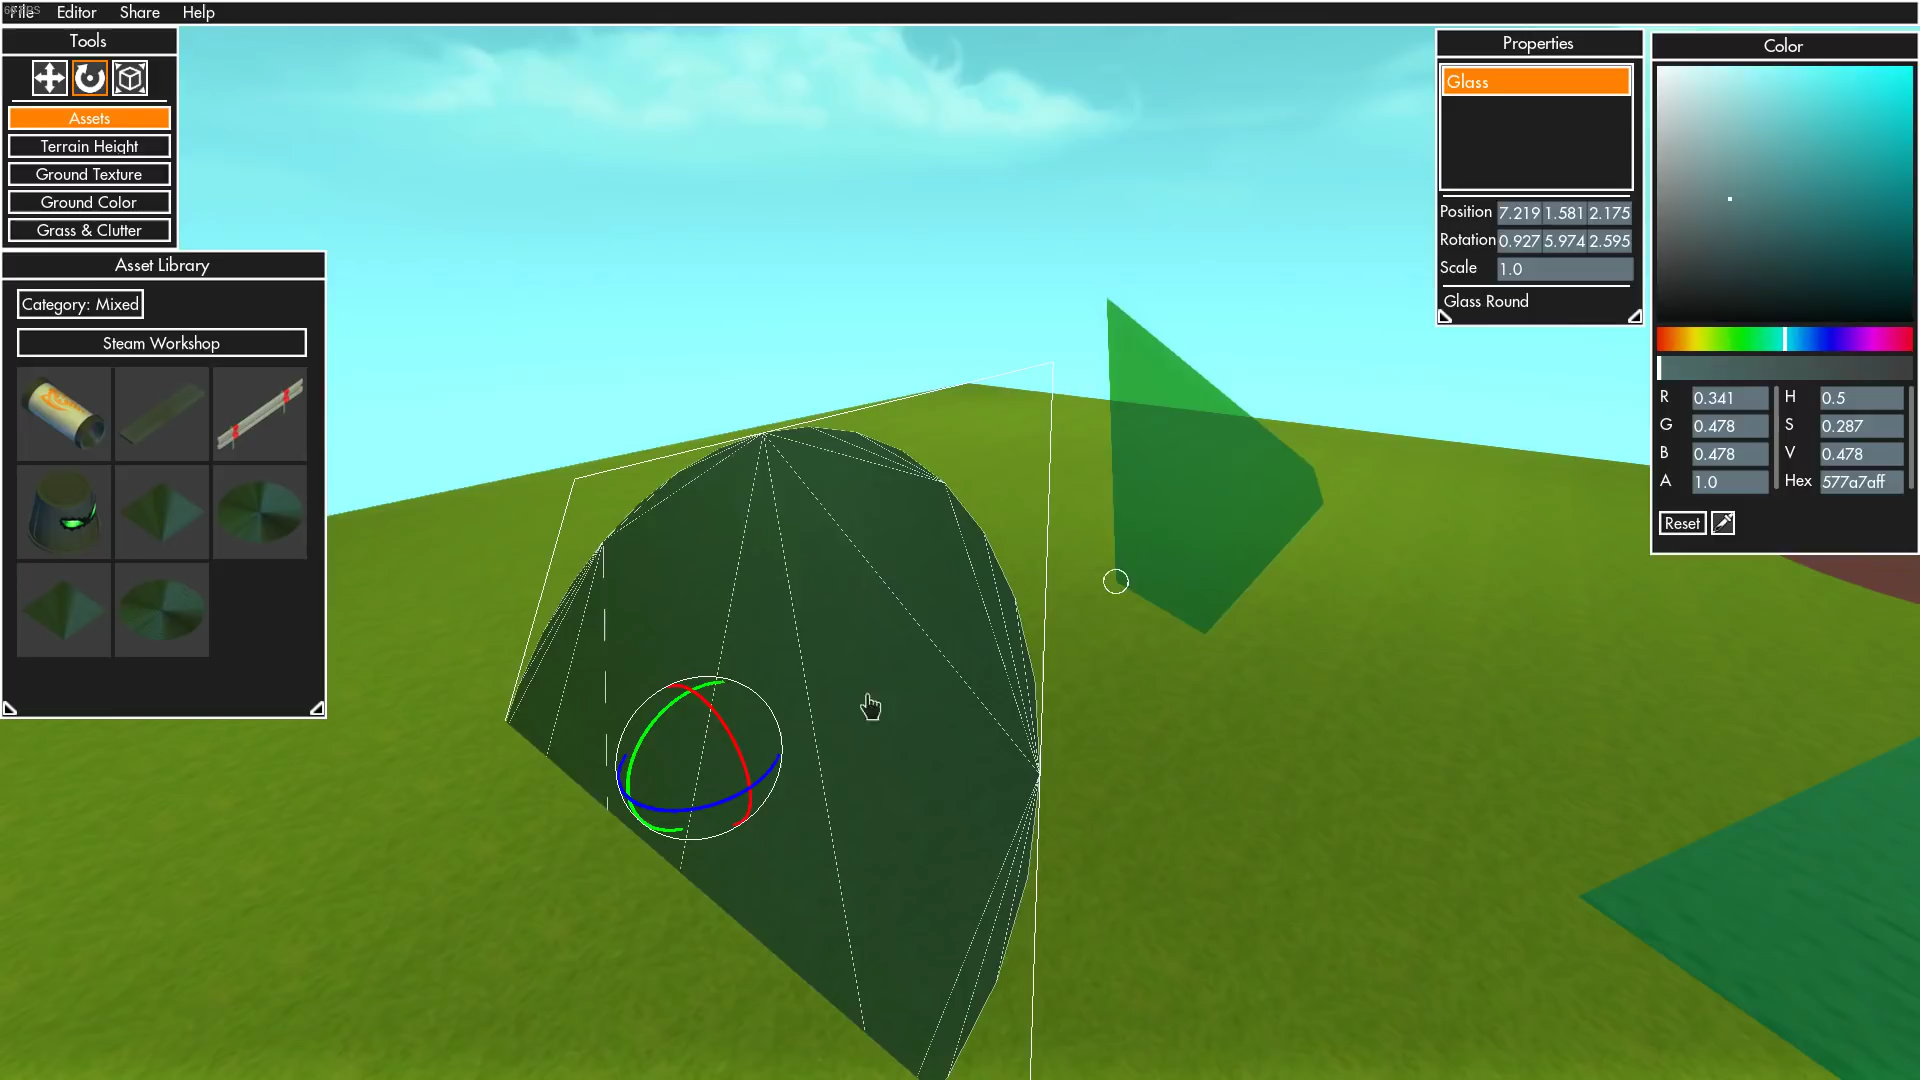 File Editor Share Help
Tools
Assets
Terrain Height
Ground Texture
Ground Color
Grass & Clutter
Asset Library
Category: Mixed
Steam Workshop
Properties
Glass
Position 7.219 1.581 2.175
Rotation 0.927 5.974 2.595
Scale 1.0
Glass Round
Color
R 0.341 H 0.5
G 0.478 S 0.287
B 0.478 V 0.478
A 1.0 Hex 577a7aff
Reset